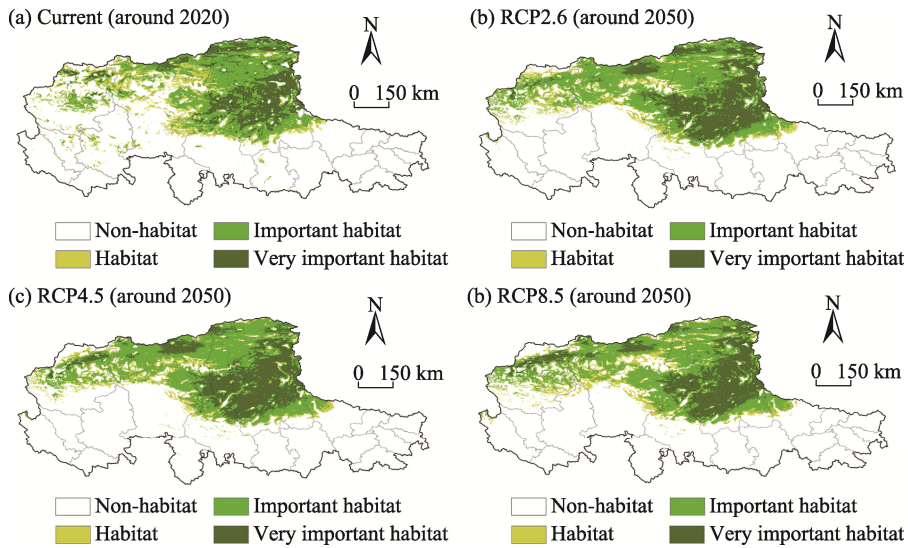 (a) Current (around 2020)
N
0 150 km
Non-habitat
Important habitat
Habitat
Very important habitat
(b) RCP2.6 (around 2050)
N
0 150 km
Non-habitat
Important habitat
Habitat
Very important habitat
(c) RCP4.5 (around 2050)
N
0 150 km
Non-habitat
Important habitat
Habitat
Very important habitat
(b) RCP8.5 (around 2050)
N
0 150 km
Non-habitat
Important habitat
Habitat
Very important habitat